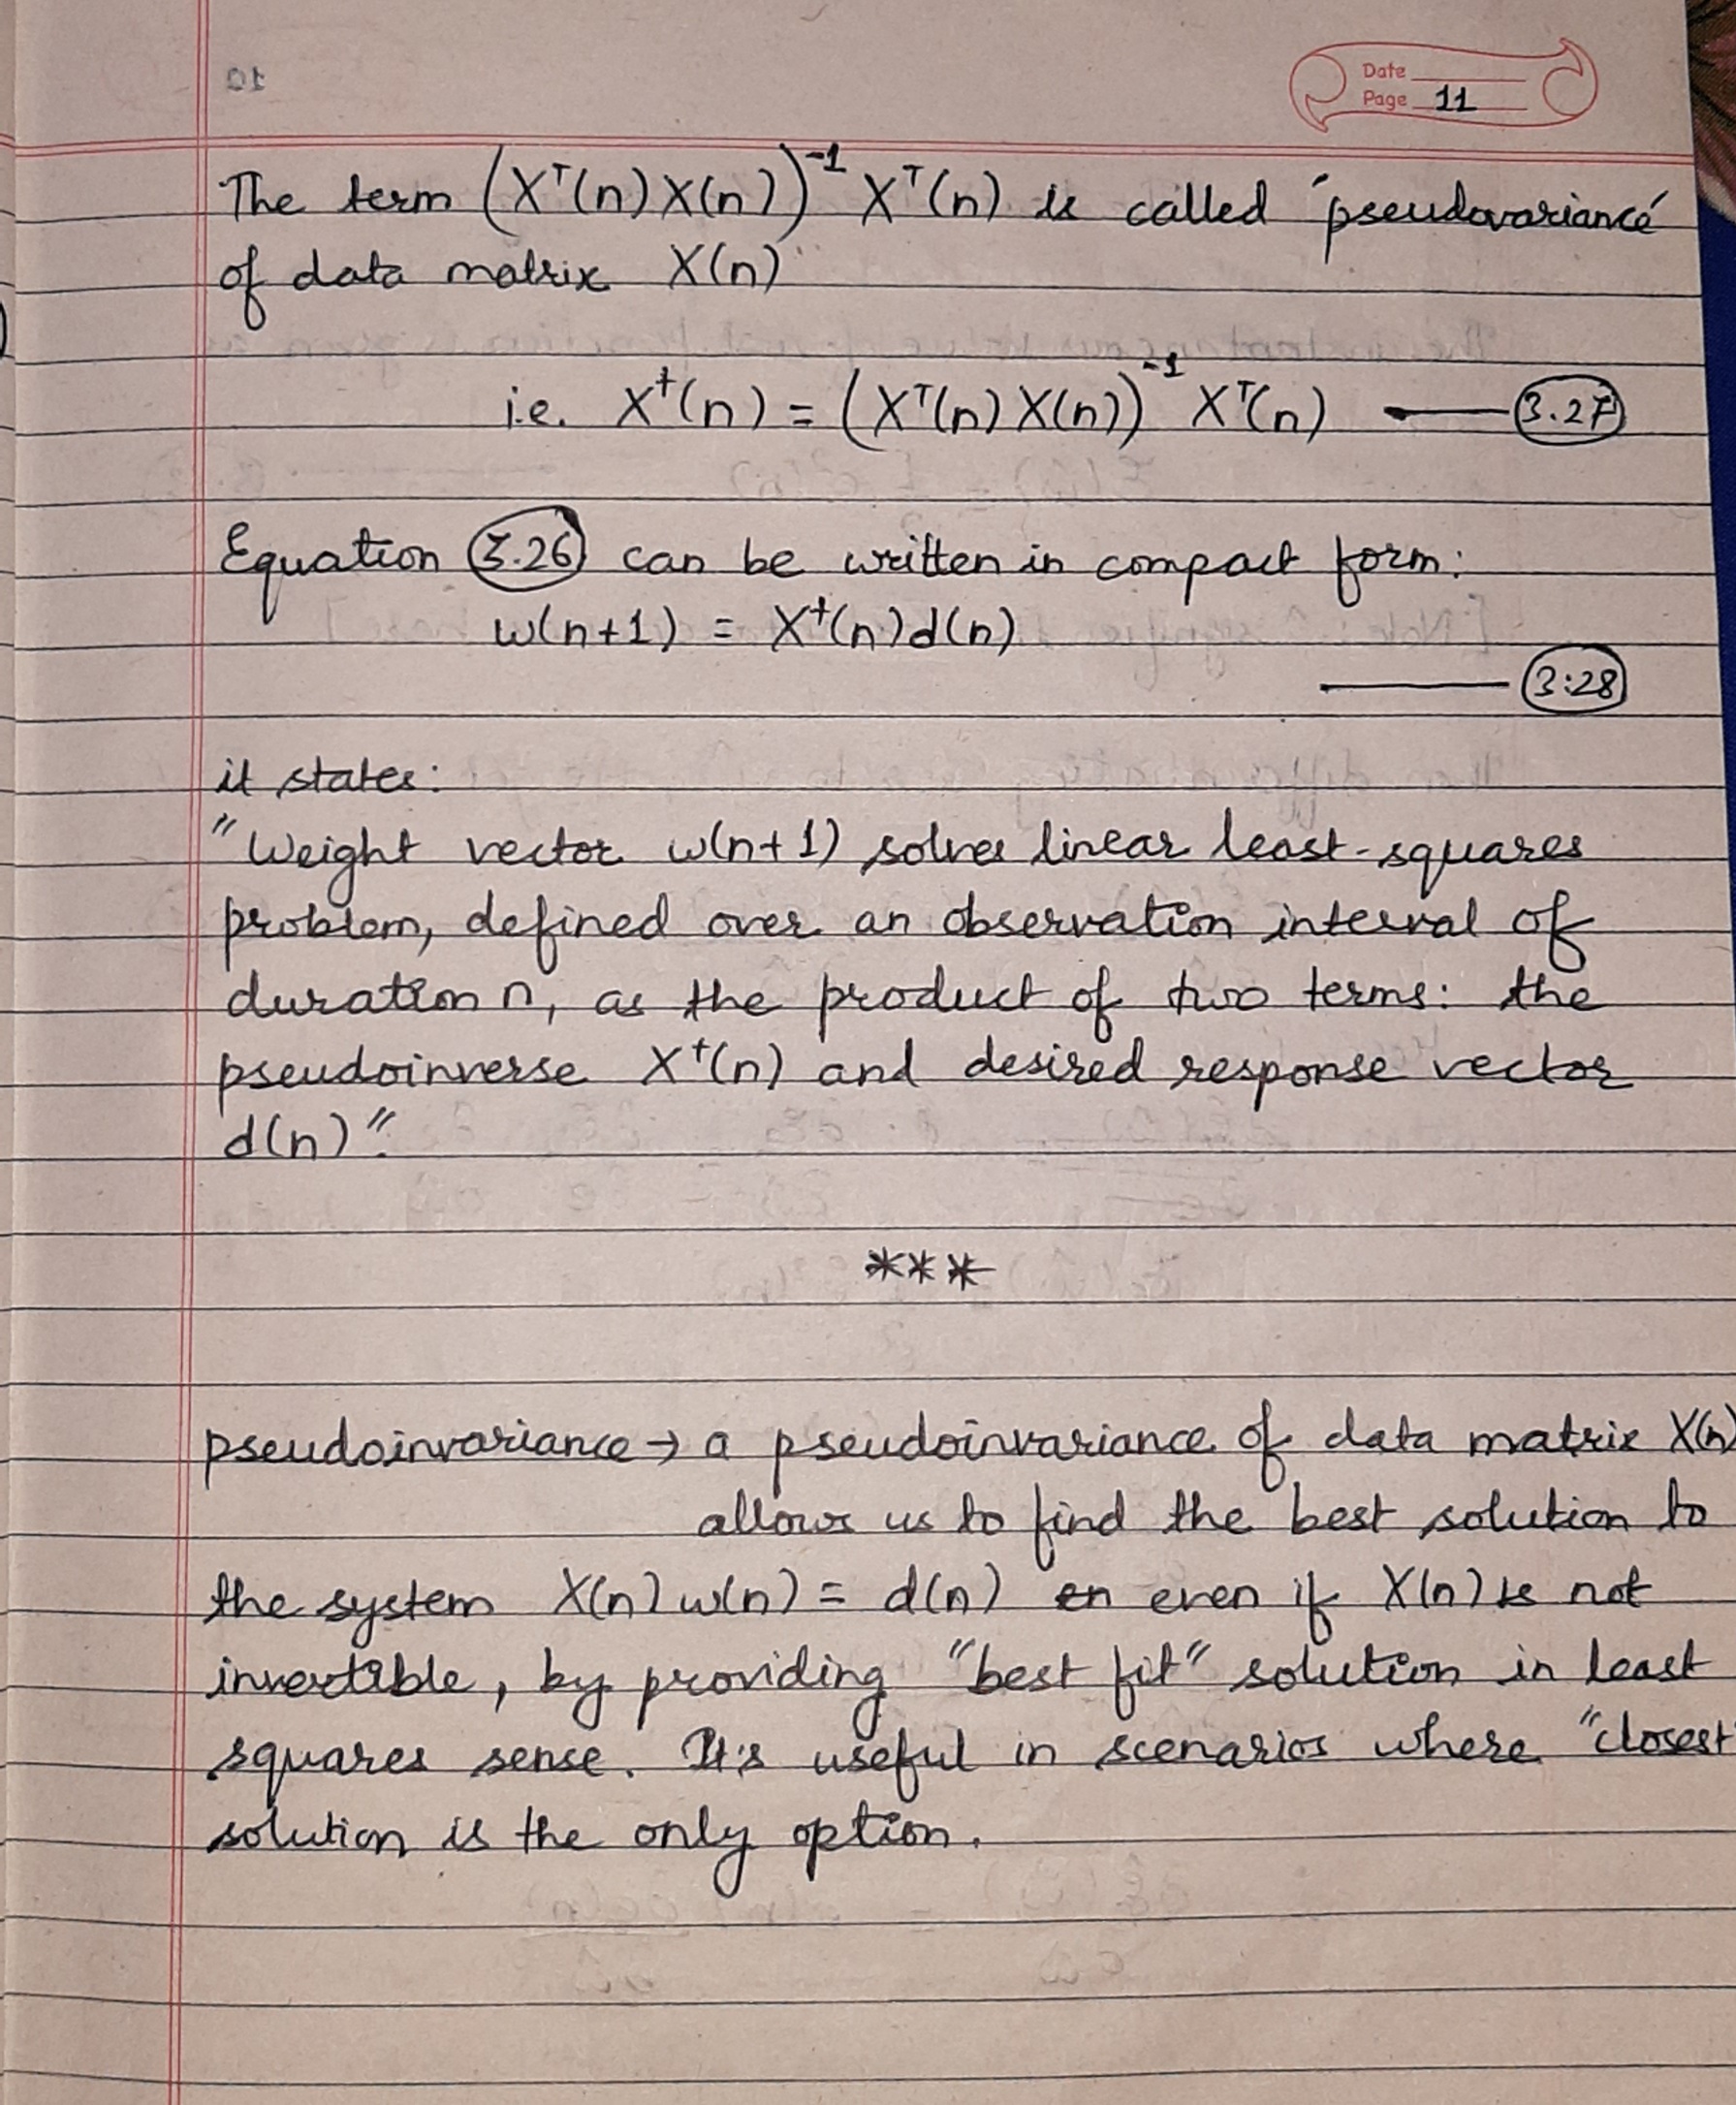 10
Date
Page 11
The term (Xᵀ(n)X(n))⁻¹ Xᵀ(n) is called 'pseudovariance'
of data matrix X(n)
i.e. X⁺(n) = (Xᵀ(n)X(n))⁻¹ Xᵀ(n) — 3.27
Equation 3.26 can be written in compact form:
w(n+1) = X⁺(n)d(n)
— 3:28
it states:
"Weight vector w(n+1) solves linear least-squares
problem, defined over an observation interval of
duration n, as the product of two terms: the
pseudoinverse X⁺(n) and desired response vector
d(n)".
***
pseudoinvariance → a pseudoinvariance of data matrix X(n)
allows us to find the best solution to
the system X(n)w(n) = d(n) en even if X(n) is not
invertible, by providing "best fit" solution in least
squares sense. It's useful in scenarios where "closest
solution is the only option.